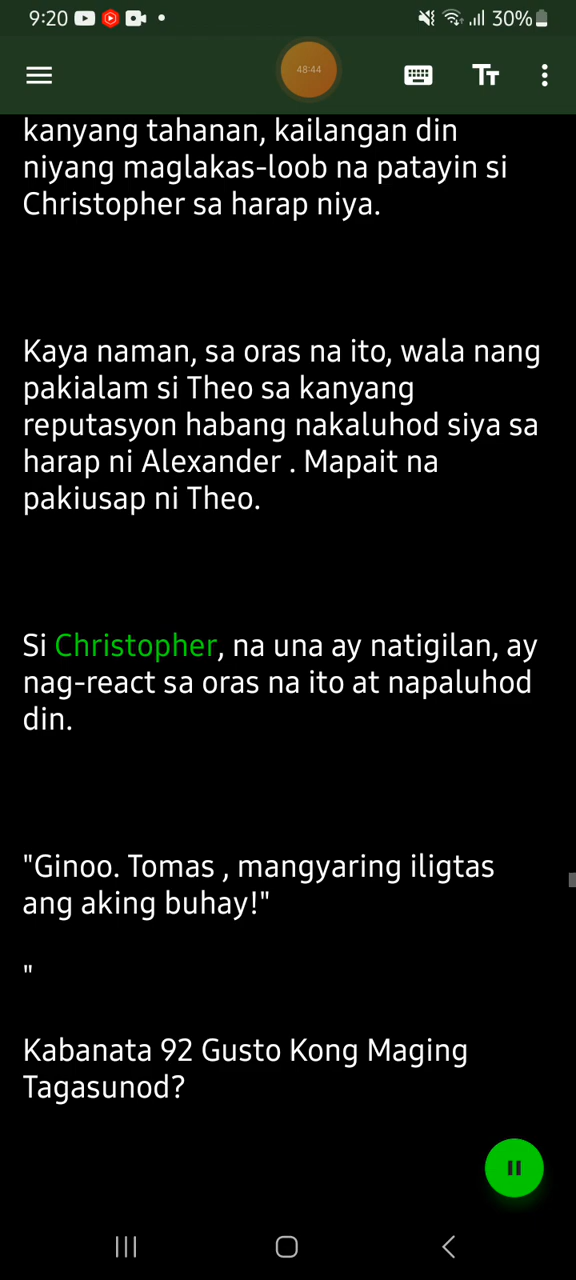 9:20
30%
48:44
kanyang tahanan, kailangan din
niyang maglakas-loob na patayin si
Christopher sa harap niya.
Kaya naman, sa oras na ito, wala nang
pakialam si Theo sa kanyang
reputasyon habang nakaluhod siya sa
harap ni Alexander . Mapait na
pakiusap ni Theo.
Si Christopher, na una ay natigilan, ay
nag-react sa oras na ito at napaluhod
din.
"Ginoo. Tomas , mangyaring iligtas
ang aking buhay!"
"
Kabanata 92 Gusto Kong Maging
Tagasunod?